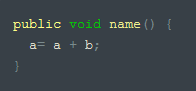 public void name() {
a= a + b;
}